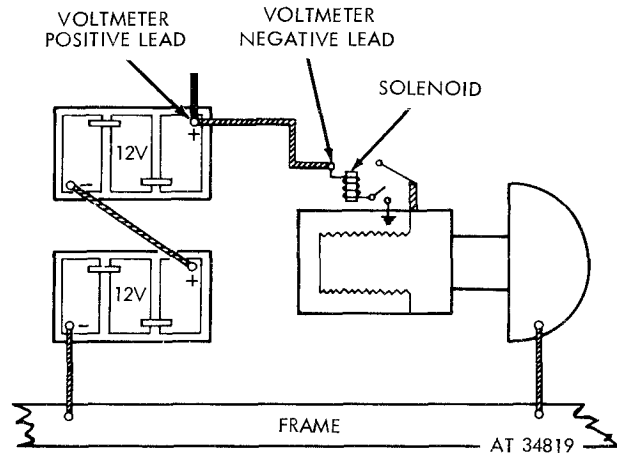 VOLTMETER
POSITIVE LEAD
VOLTMETER
NEGATIVE LEAD
SOLENOID
+
12V
-
+
12V
-
FRAME
AT 34819